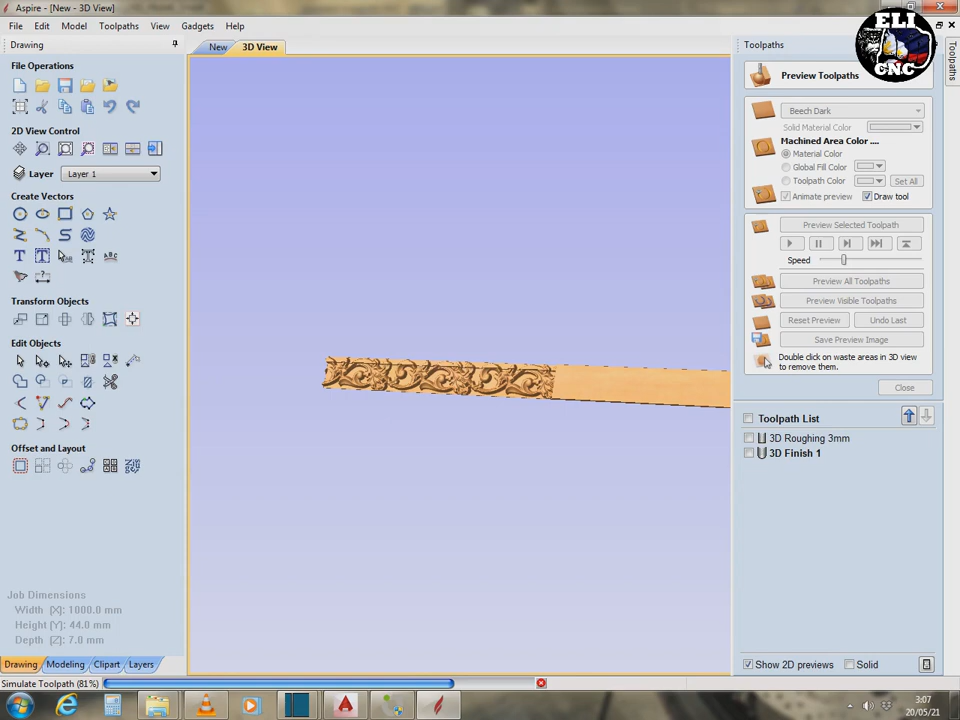 Aspire - [New - 3D View]
File Edit Model Toolpaths View Gadgets Help
Drawing
File Operations
2D View Control
Layer Layer 1
Create Vectors
Transform Objects
Edit Objects
Offset and Layout
Job Dimensions
Width [X]: 1000.0 mm
Height [Y]: 44.0 mm
Depth [Z]: 7.0 mm
Drawing Modeling Clipart Layers
Simulate Toolpath (81%)
New 3D View
Toolpaths
ELI
CNC
Toolpaths
Preview Toolpaths
Beech Dark
Solid Material Color
Machined Area Color ....
Material Color
Global Fill Color
Toolpath Color Set All
Animate preview Draw tool
Preview Selected Toolpath
Speed
Preview All Toolpaths
Preview Visible Toolpaths
Reset Preview Undo Last
Save Preview Image
Double click on waste areas in 3D view
to remove them.
Close
Toolpath List
3D Roughing 3mm
3D Finish 1
Show 2D previews Solid
3:07
20/05/21